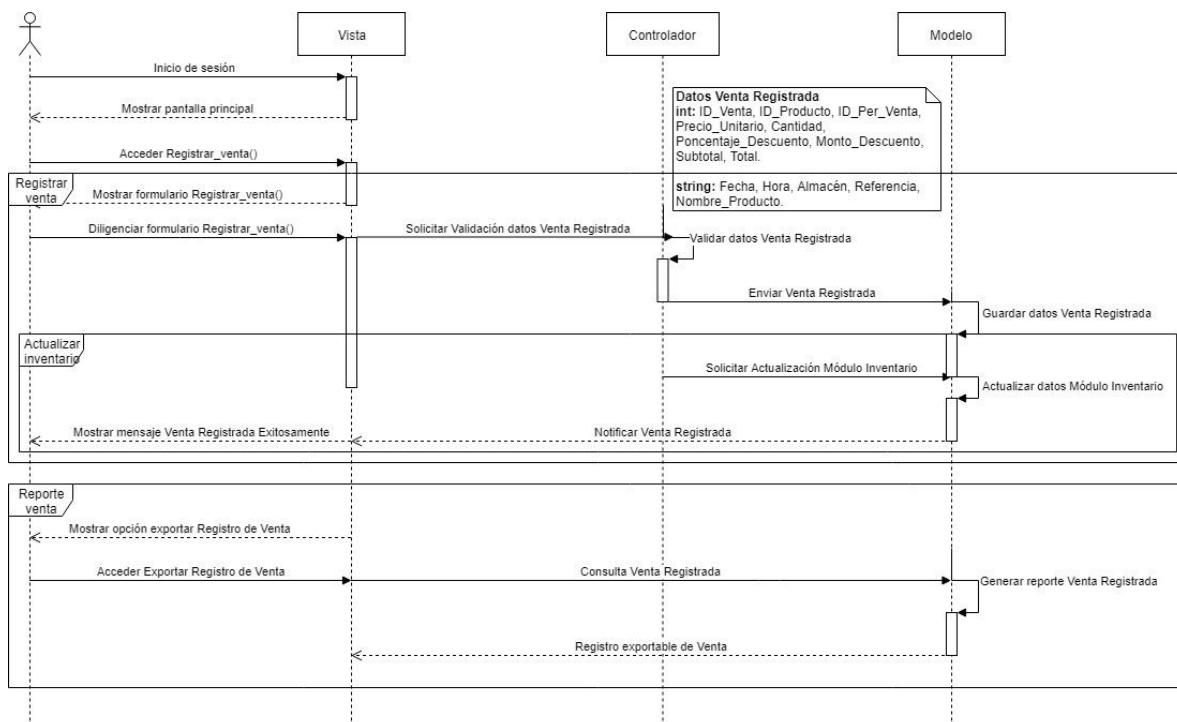 Vista
Controlador
Modelo
Inicio de sesión
Mostrar pantalla principal
Datos Venta Registrada
int: ID_Venta, ID_Producto, ID_Per_Venta,
Precio_Unitario, Cantidad,
Poncentaje_Descuento, Monto_Descuento,
Subtotal, Total.
string: Fecha, Hora, Almacén, Referencia,
Nombre_Producto.
Acceder Registrar_venta()
Registrar
venta
Mostrar formulario Registrar_venta()
Diligenciar formulario Registrar_venta()
Solicitar Validación datos Venta Registrada
Validar datos Venta Registrada
Enviar Venta Registrada
Guardar datos Venta Registrada
Actualizar
inventario
Solicitar Actualización Módulo Inventario
Actualizar datos Módulo Inventario
Mostrar mensaje Venta Registrada Exitosamente
Notificar Venta Registrada
Reporte
venta
Mostrar opción exportar Registro de Venta
Acceder Exportar Registro de Venta
Consulta Venta Registrada
Generar reporte Venta Registrada
Registro exportable de Venta